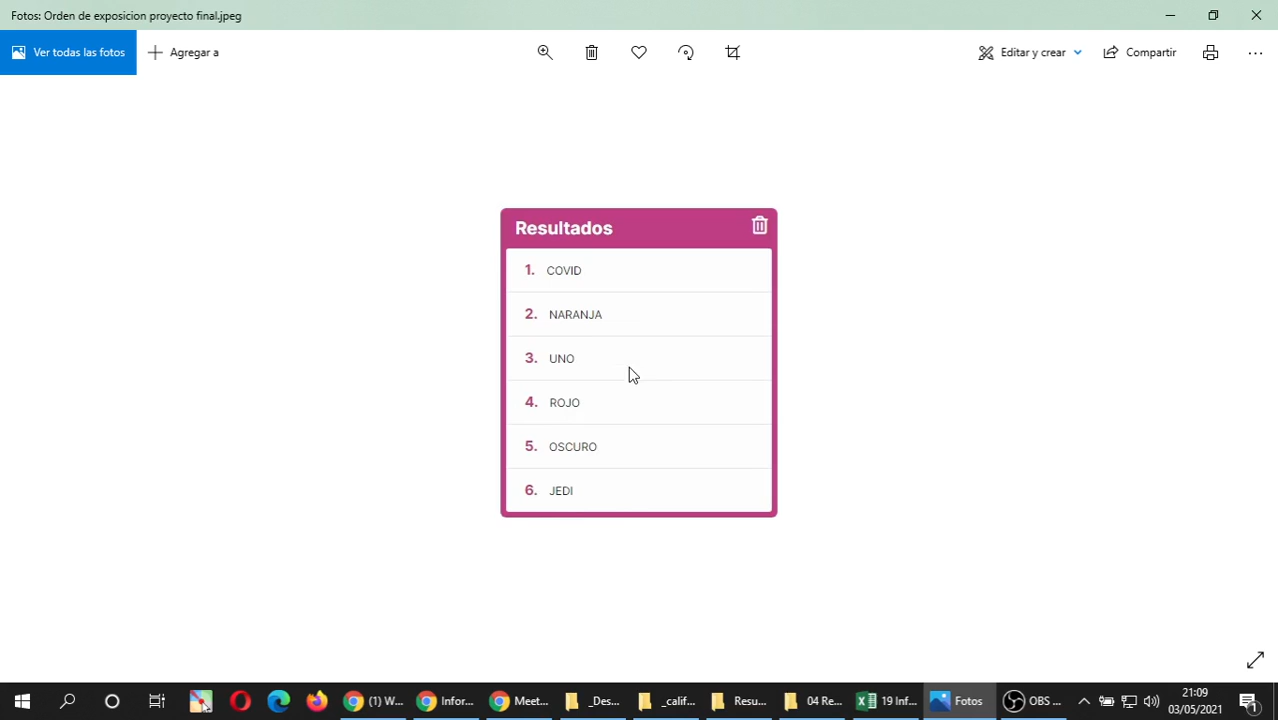 Fotos: Orden de exposicion proyecto final.jpeg
Ver todas las fotos
Agregar a
Editar y crear
Compartir
Resultados
1. COVID
2. NARANJA
3. UNO
4. ROJO
5. OSCURO
6. JEDI
(1) W...
Infor...
Meet...
_Des...
_calif...
Resu...
04 Re...
19 Inf...
Fotos
OBS ...
21:09
03/05/2021
1